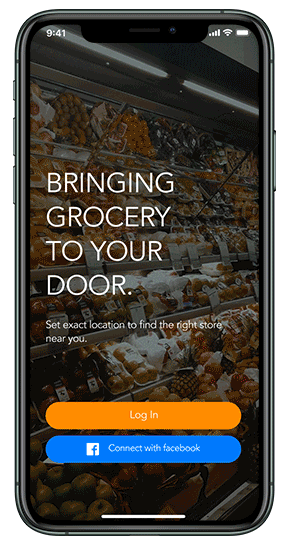 9:41
BRINGING
GROCERY
TO YOUR
DOOR.
Set exact location to find the right store
near you.
Log In
Connect with facebook